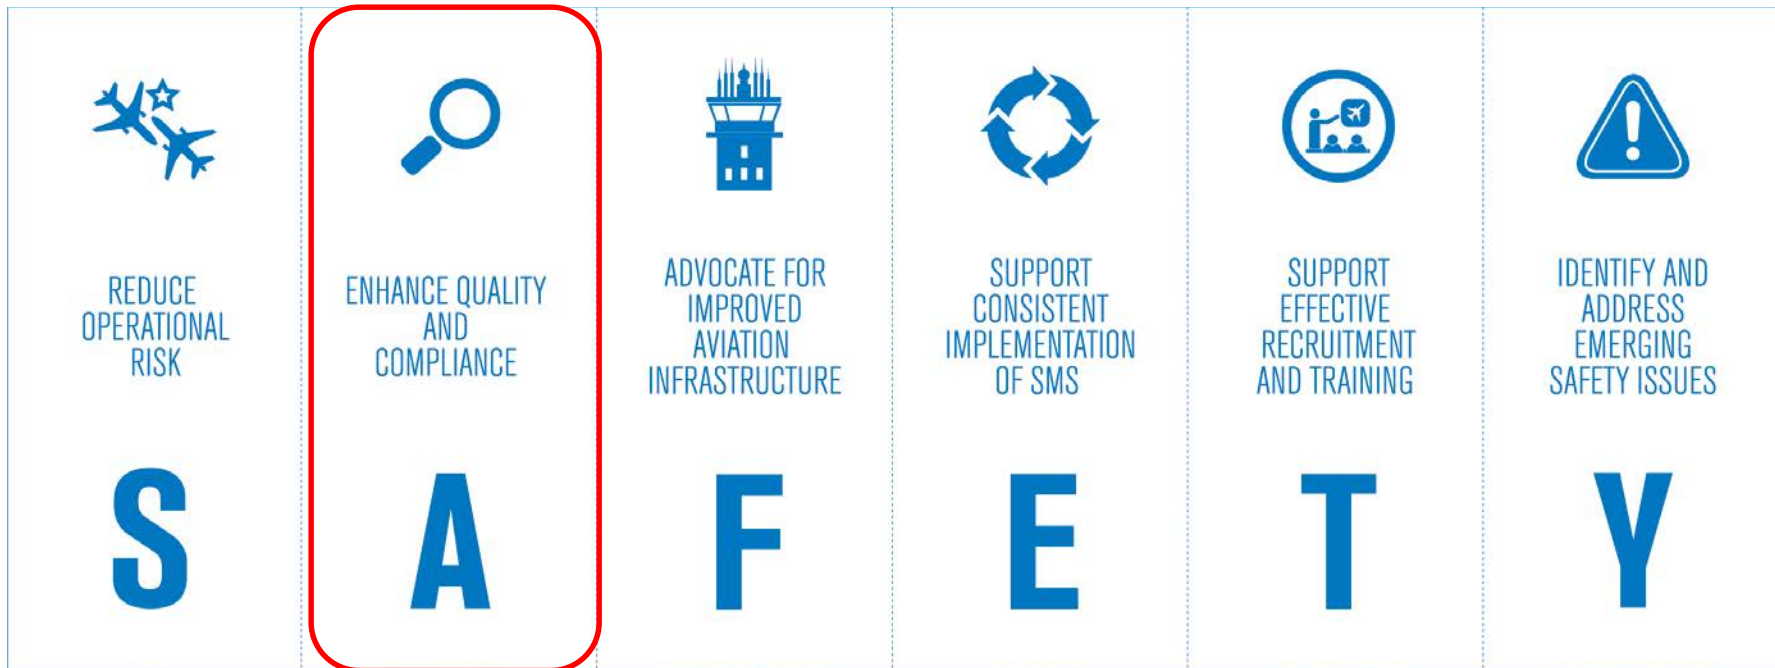 REDUCE
OPERATIONAL
RISK
ENHANCE QUALITY
AND
COMPLIANCE
ADVOCATE FOR
IMPROVED
AVIATION
INFRASTRUCTURE
SUPPORT
CONSISTENT
IMPLEMENTATION
OF SMS
SUPPORT
EFFECTIVE
RECRUITMENT
AND TRAINING
IDENTIFY AND
ADDRESS
EMERGING
SAFETY ISSUES
S A F E T Y